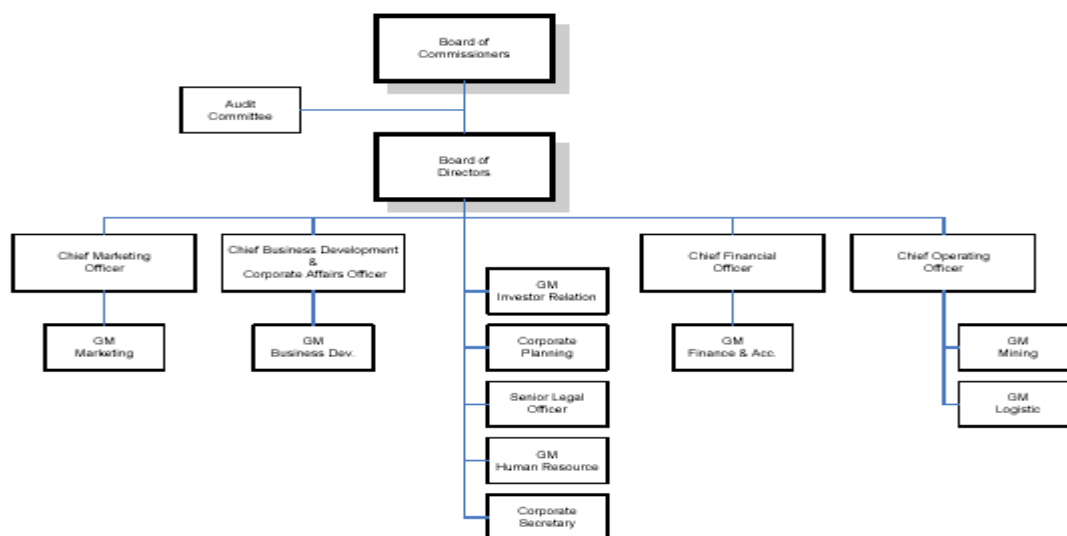 Board of
Commissioners
Audit
Committee
Board of
Directors
Chief Marketing
Officer
Chief Business Development
&
Corporate Affairs Officer
Chief Financial
Officer
Chief Operating
Officer
GM
Investor Relation
GM
Marketing
GM
Business Dev.
Corporate
Planning
GM
Finance & Acc.
GM
Mining
Senior Legal
Officer
GM
Logistic
GM
Human Resource
Corporate
Secretary